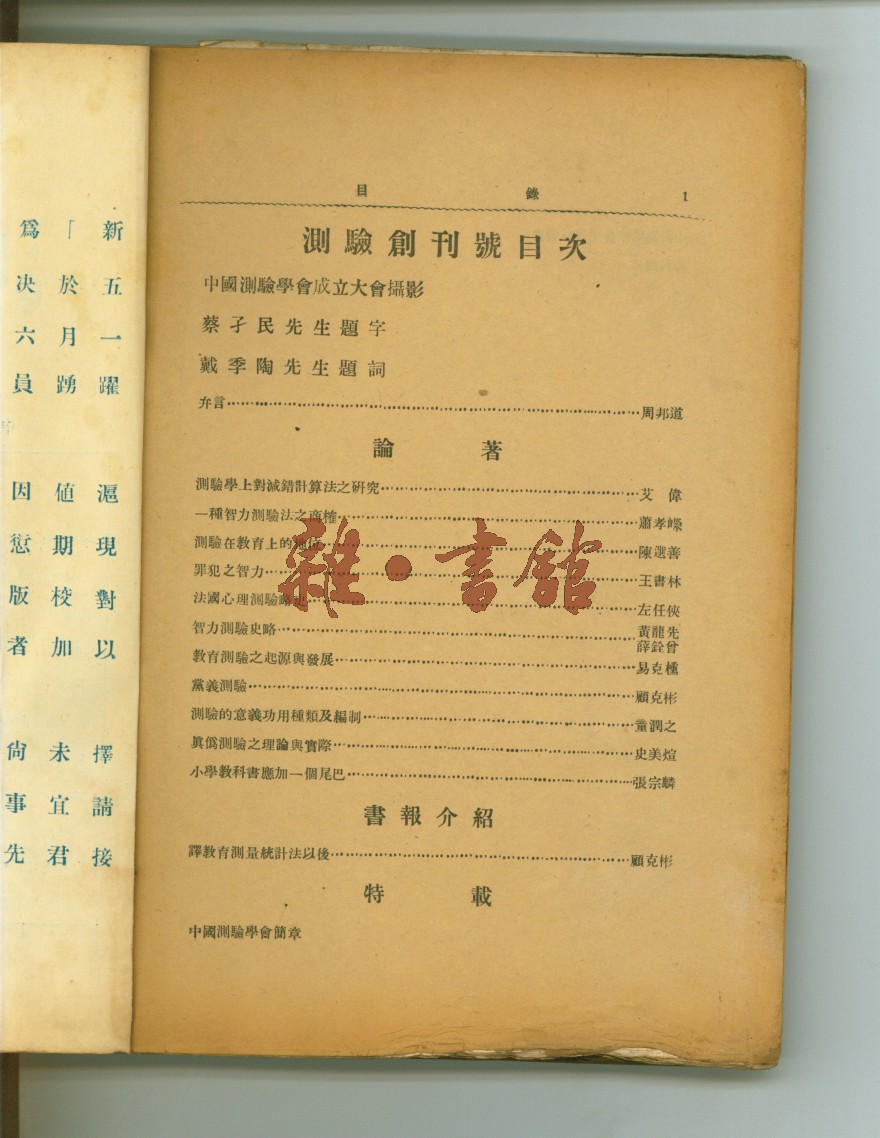 目錄 1
測驗創刊號目次
中國測驗學會成立大會攝影
蔡孑民先生題字
戴季陶先生題詞
弁言 周邦道
論著
測驗學上對減錯計算法之研究 艾偉
一種智力測驗法之商榷 蕭孝嶸
測驗在教育上的地位 陳選善
罪犯之智力 王書林
法國心理測驗略史 左任俠
智力測驗史略 黃龍先
薛銓曾
教育測驗之起源與發展 易克櫄
黨義測驗 顧克彬
測驗的意義功用種類及編制 童潤之
眞僞測驗之理論與實際 史美煊
小學教科書應加一個尾巴 張宗麟
書報介紹
譯教育測量統計法以後 顧克彬
特載
中國測驗學會簡章
雜·書館
新五一躍 滬現對以 擇請接
「於月踴 値期校加 未宜君
爲决六員 因愆版者 尙事先